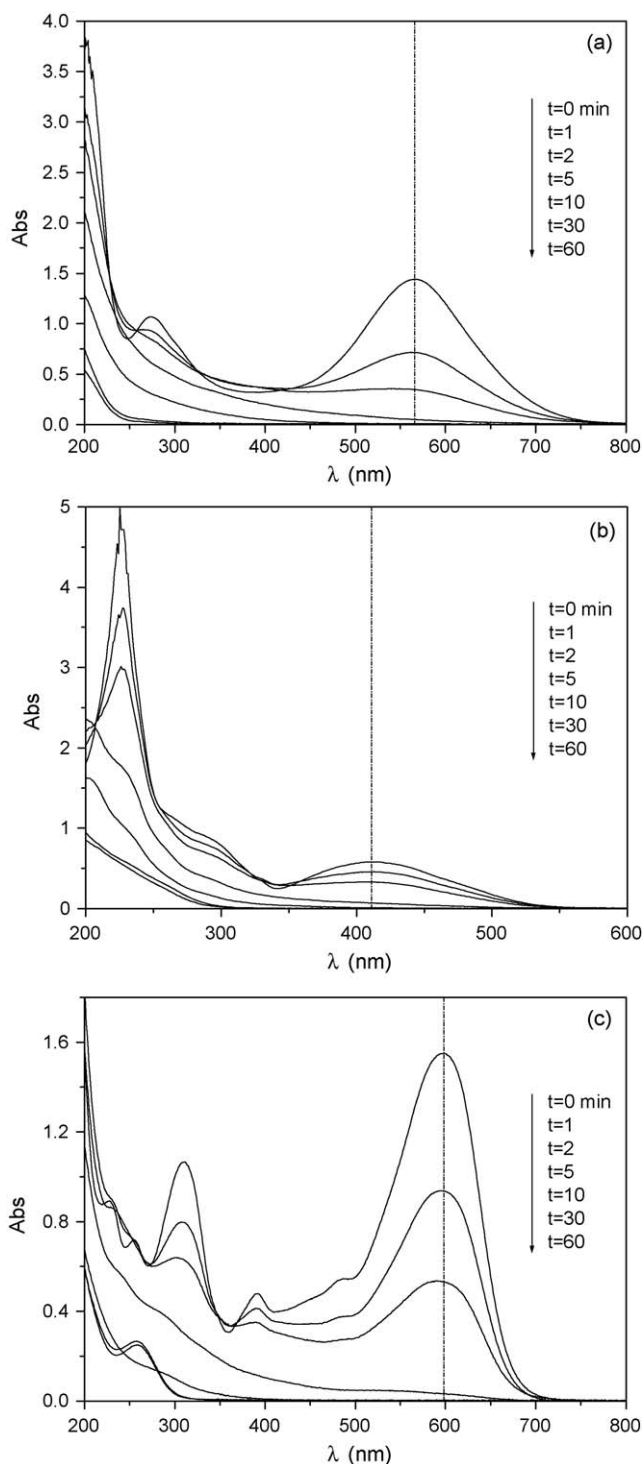 4.0
(a)
3.5
3.0
t=0 min
t=1
2.5
t=2
t=5
2.0
t=10
t=30
t=60
Abs
1.5
1.0
0.5
0.0
200 300 400 500 600 700 800
λ (nm)
5
(b)
4
t=0 min
t=1
t=2
3
t=5
t=10
t=30
t=60
Abs
2
1
0
200 300 400 500 600
λ (nm)
(c)
1.6
t=0 min
t=1
t=2
1.2
t=5
t=10
t=30
t=60
Abs
0.8
0.4
0.0
200 300 400 500 600 700 800
λ (nm)